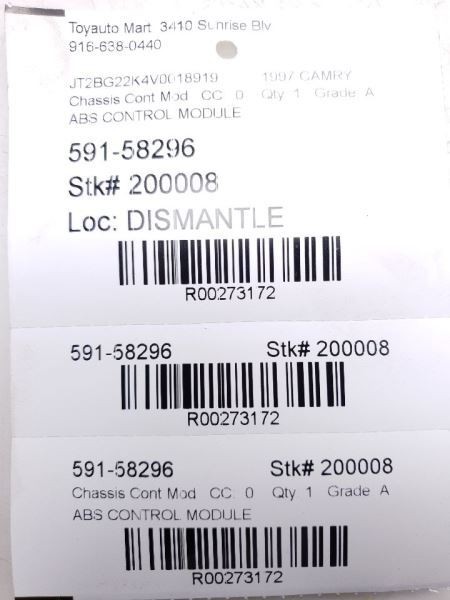 Toyauto Mart 3410 Sunrise Blv
916-638-0440
JT2BG22K4V0018919 1997 CAMRY
Chassis Cont Mod CC: 0 Qty 1 Grade A
ABS CONTROL MODULE
591-58296
Stk# 200008
Loc: DISMANTLE
R00273172
591-58296 Stk# 200008
R00273172
591-58296 Stk# 200008
Chassis Cont Mod CC: 0 Qty 1 Grade A
ABS CONTROL MODULE
R00273172